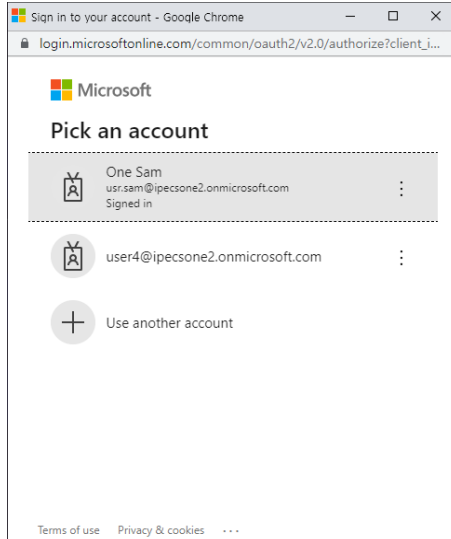 Sign in to your account - Google Chrome
login.microsoftonline.com/common/oauth2/v2.0/authorize?client_i...
Microsoft
Pick an account
One Sam
usr.sam@ipecsone2.onmicrosoft.com
Signed in
user4@ipecsone2.onmicrosoft.com
Use another account
Terms of use Privacy & cookies ...